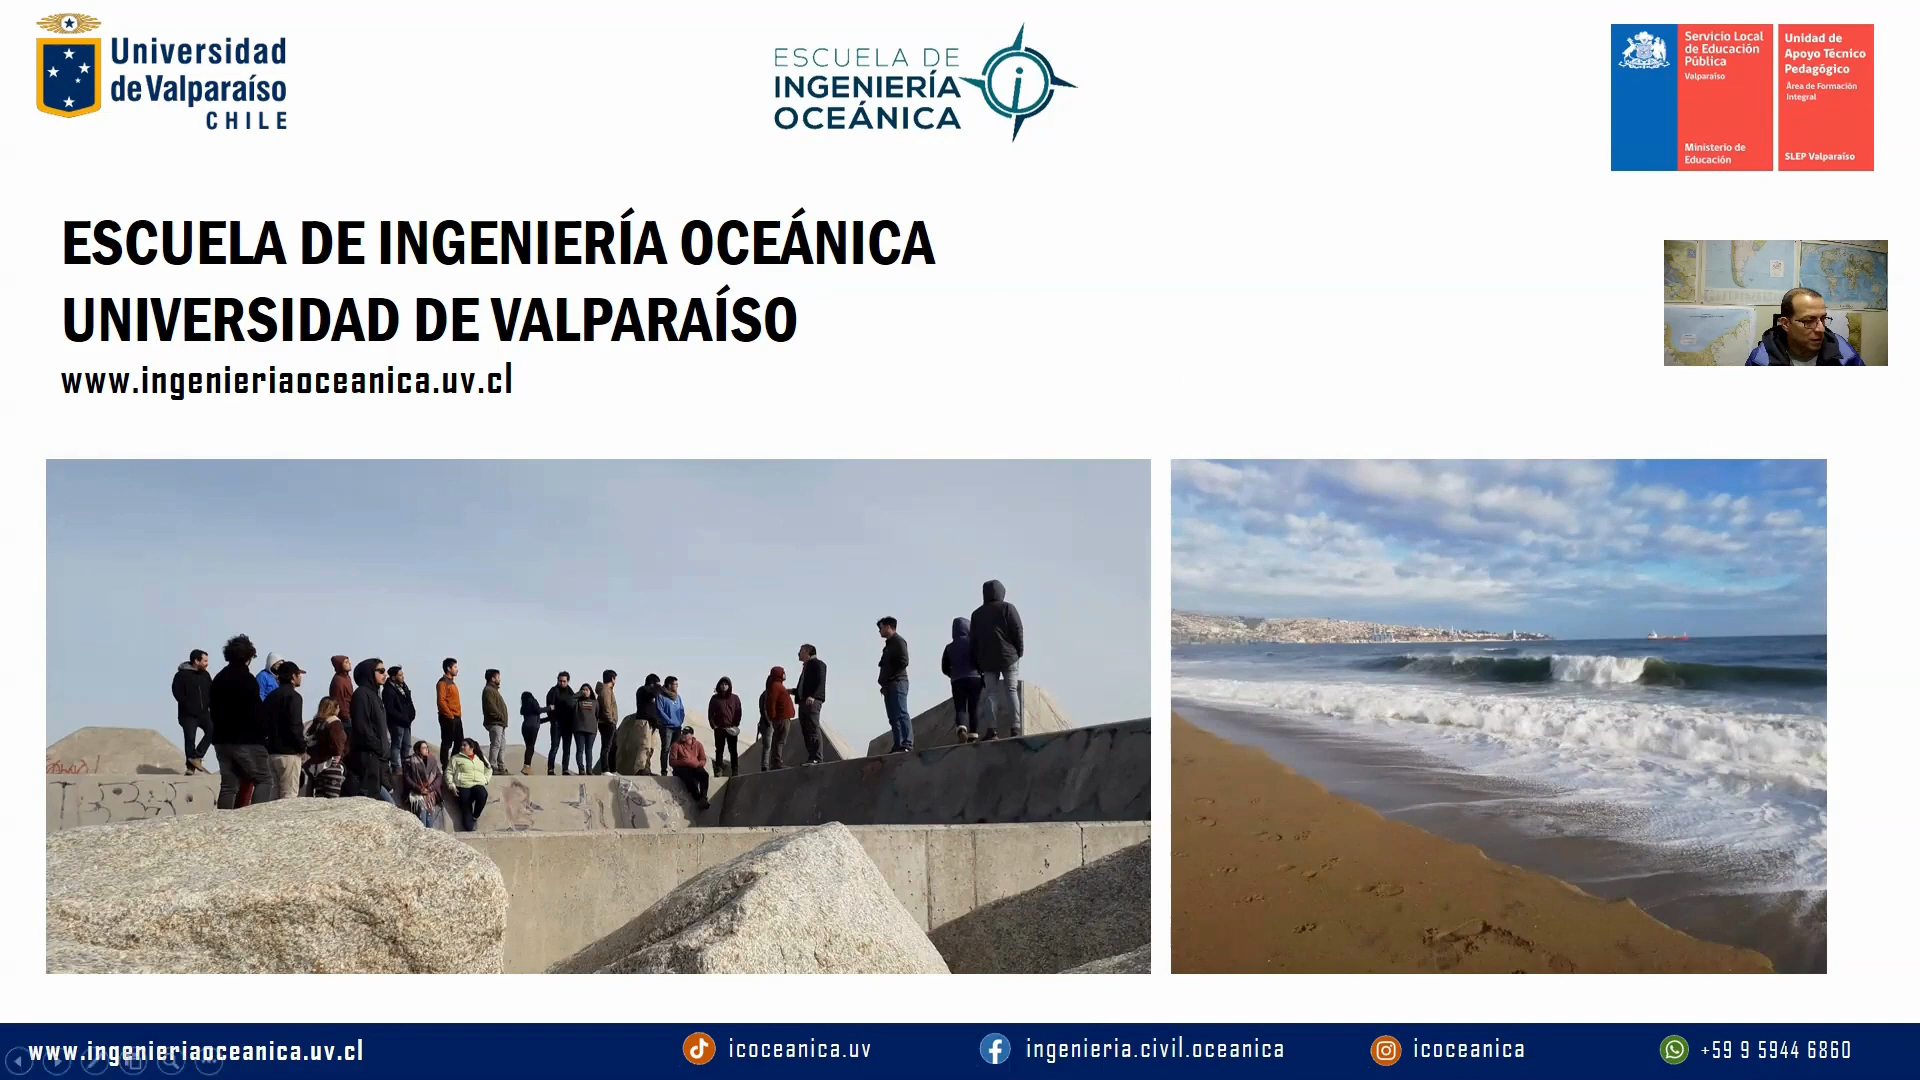 Universidad
de Valparaíso
CHILE
ESCUELA DE
INGENIERÍA
OCEÁNICA
Servicio Local
de Educación
Pública
Valparaíso
Ministerio de
Educación
Unidad de
Apoyo Técnico
Pedagógico
Área de Formación
Integral
SLEP Valparaíso
ESCUELA DE INGENIERÍA OCEÁNICA
UNIVERSIDAD DE VALPARAÍSO
www.ingenieriaoceanica.uv.cl
www.ingenieriaoceanica.uv.cl
icoceanica.uv
ingenieria.civil.oceanica
icoceanica
+59 9 5944 6860